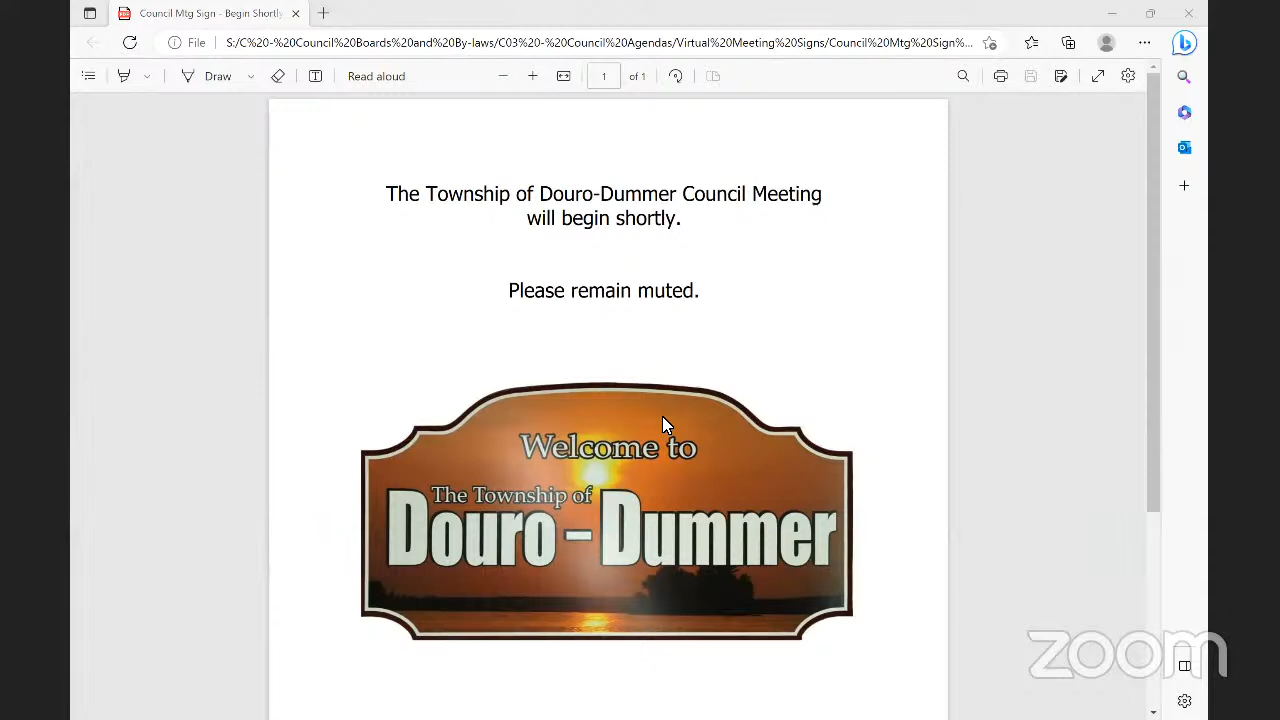 Council Mtg Sign - Begin Shortly
File S:/C%20-%20Council%20Boards%20and%20By-laws/C03%20-%20Council%20Agendas/Virtual%20Meeting%20Signs/Council%20Mtg%20Sign%...
Draw Read aloud 1 of 1
The Township of Douro-Dummer Council Meeting
will begin shortly.
Please remain muted.
Welcome to
The Township of
Douro - Dummer
zoom